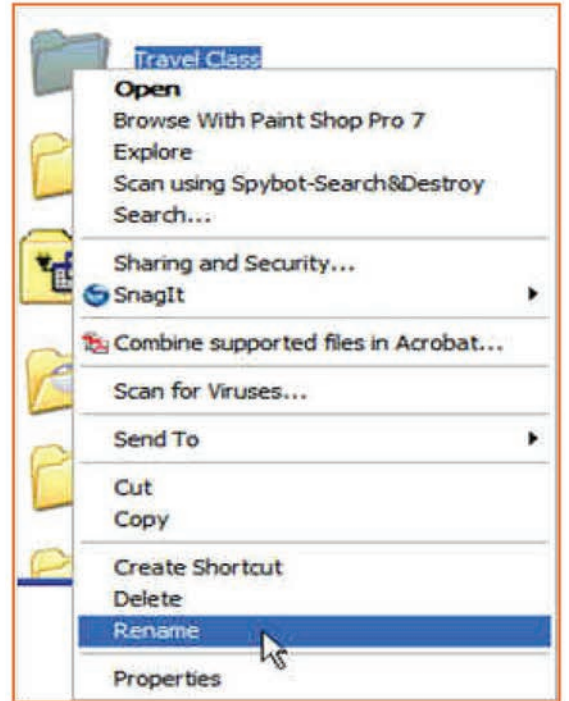 Travel Class
Open
Browse With Paint Shop Pro 7
Explore
Scan using Spybot-Search&Destroy
Search...
Sharing and Security...
SnagIt
Combine supported files in Acrobat...
Scan for Viruses...
Send To
Cut
Copy
Create Shortcut
Delete
Rename
Properties